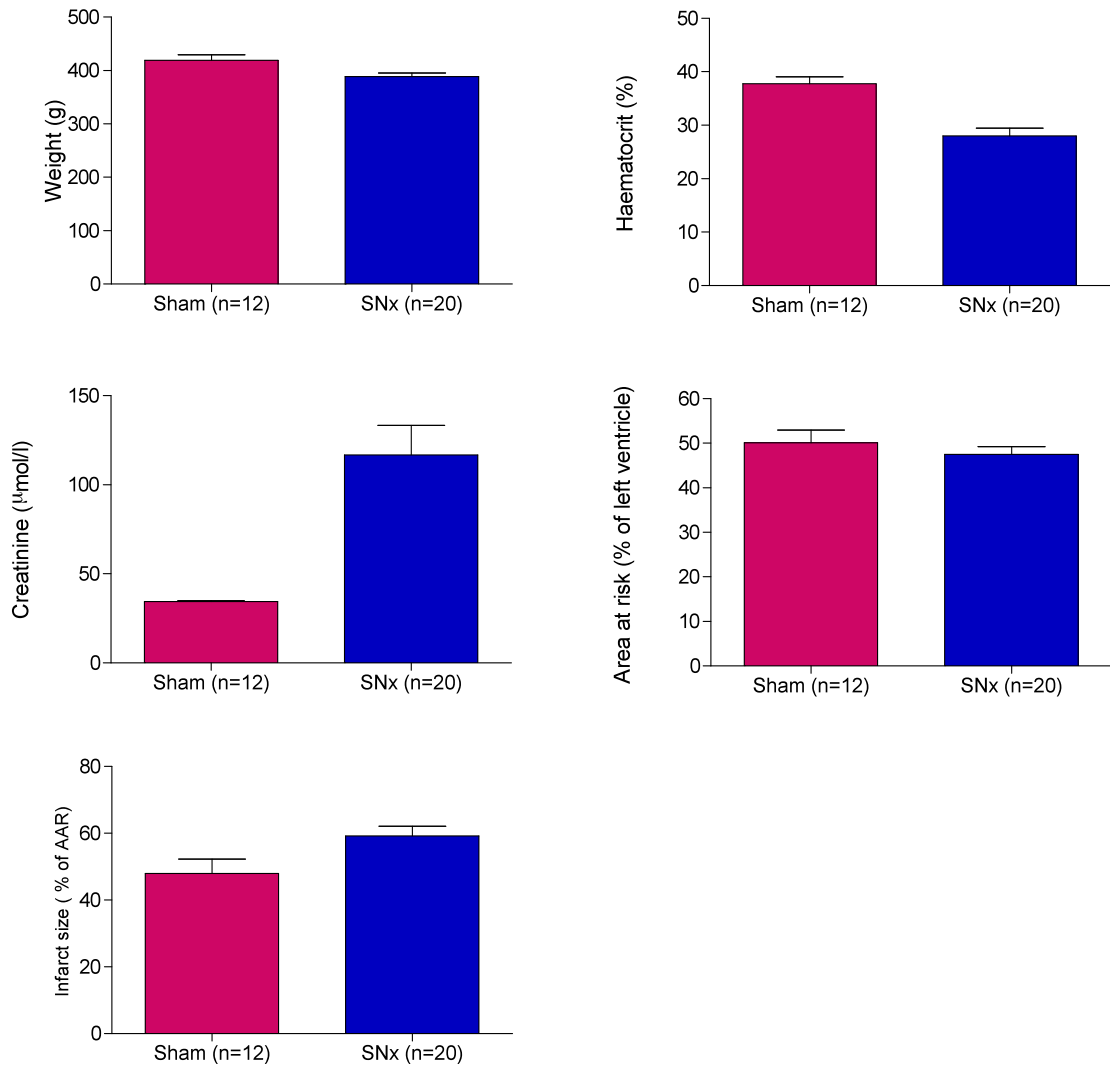 Weight (g)
500
400
300
200
100
0
Sham (n=12) SNx (n=20)
Haematocrit (%)
50
40
30
20
10
0
Sham (n=12) SNx (n=20)
Creatinine (μmol/l)
150
100
50
0
Sham (n=12) SNx (n=20)
Area at risk (% of left ventricle)
60
50
40
30
20
10
0
Sham (n=12) SNx (n=20)
Infarct size ( % of AAR)
80
60
40
20
0
Sham (n=12) SNx (n=20)